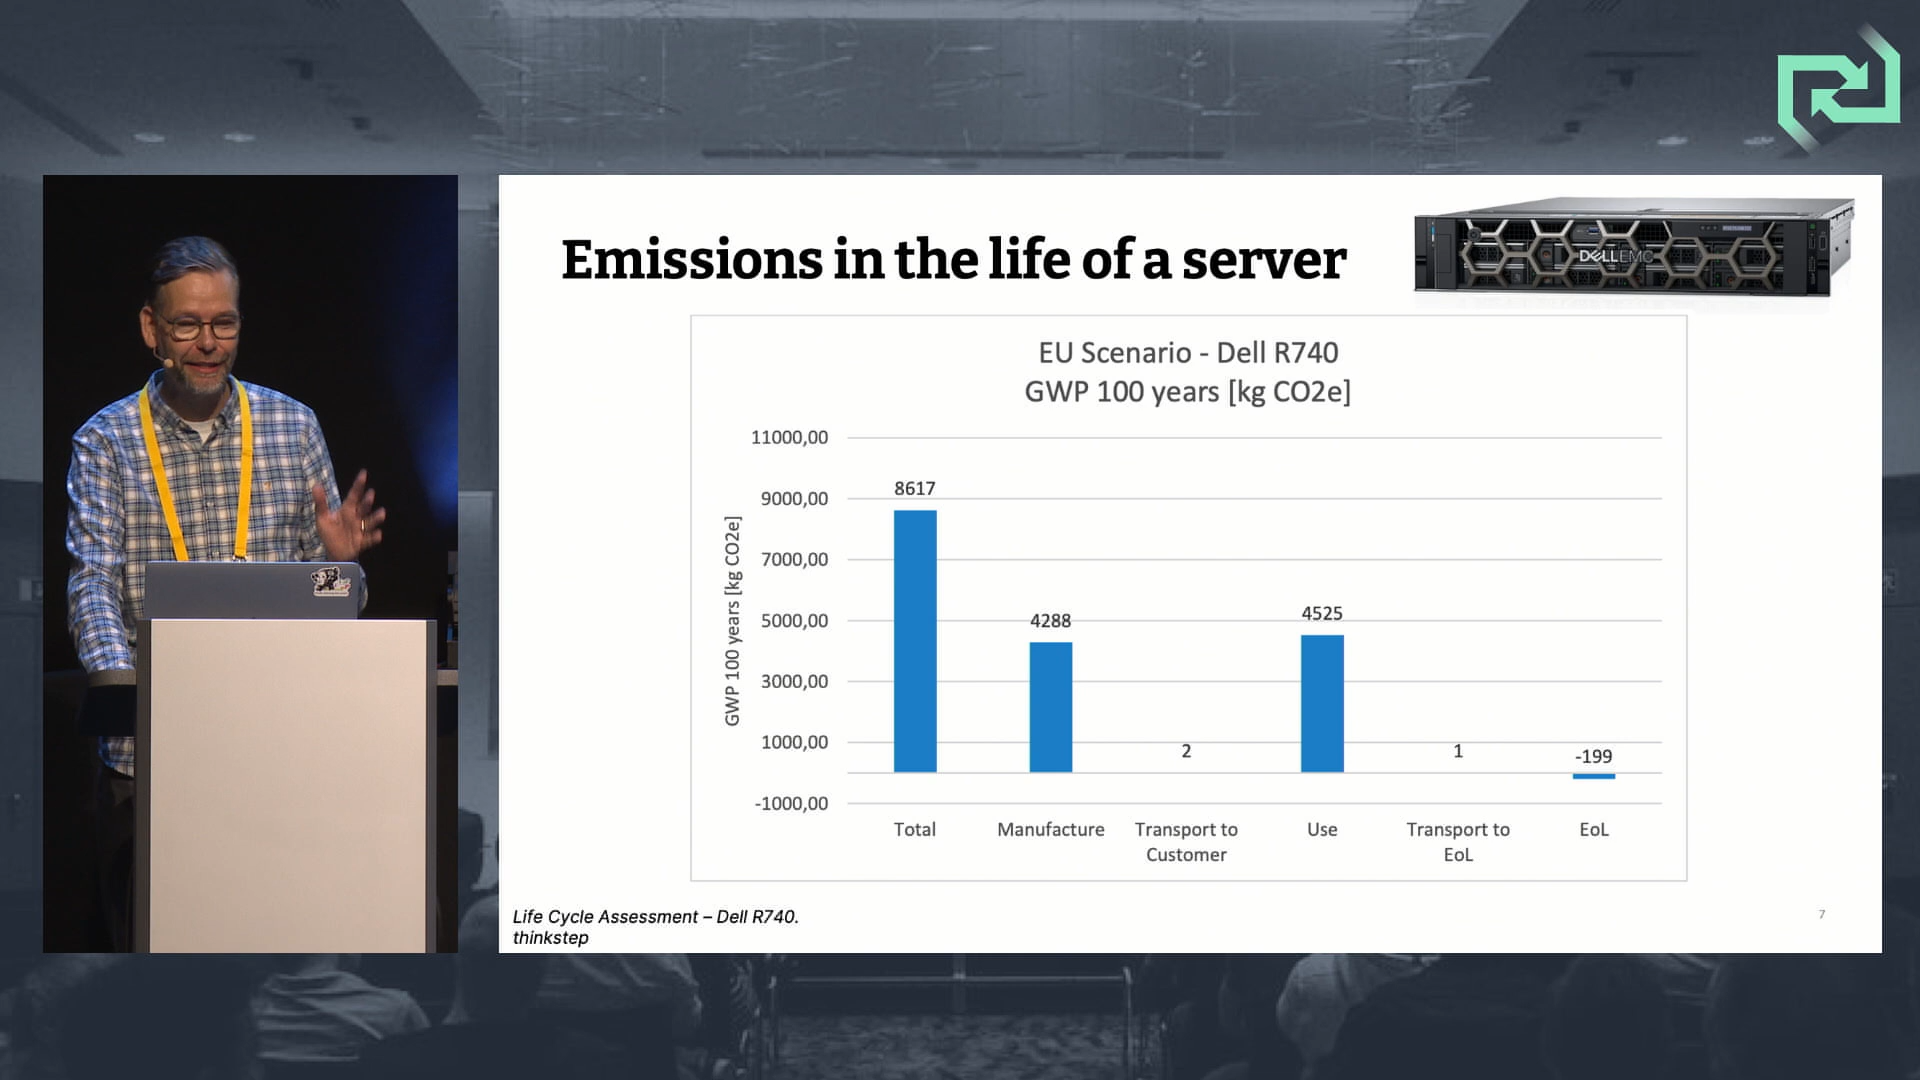 Emissions in the life of a server
DELLEMC
EU Scenario - Dell R740
GWP 100 years [kg CO2e]
GWP 100 years [kg CO2e]
11000,00
9000,00
7000,00
5000,00
3000,00
1000,00
-1000,00
8617
4288
2
4525
1
-199
Total
Manufacture
Transport to
Customer
Use
Transport to
EoL
EoL
Life Cycle Assessment – Dell R740.
thinkstep
7